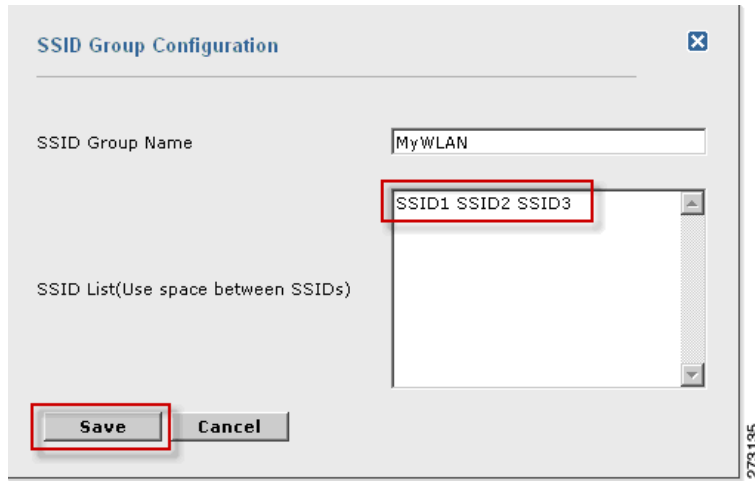 SSID Group Configuration
SSID Group Name
MyWLAN
SSID1 SSID2 SSID3
SSID List(Use space between SSIDs)
Save
Cancel
273135